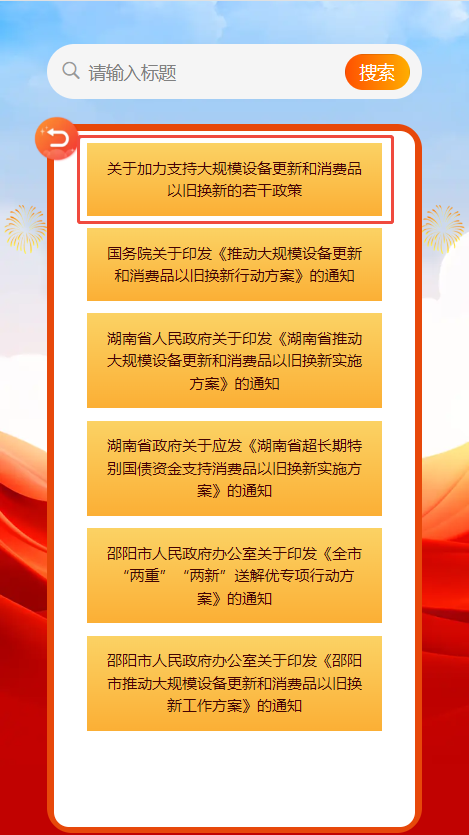 请输入标题
搜索
关于加力支持大规模设备更新和消费品
以旧换新的若干政策
国务院关于印发《推动大规模设备更新
和消费品以旧换新行动方案》的通知
湖南省人民政府关于印发《湖南省推动
大规模设备更新和消费品以旧换新实施
方案》的通知
湖南省政府关于应发《湖南省超长期特
别国债资金支持消费品以旧换新实施方
案》的通知
邵阳市人民政府办公室关于印发《全市
“两重”“两新”送解优专项行动方
案》的通知
邵阳市人民政府办公室关于印发《邵阳
市推动大规模设备更新和消费品以旧换
新工作方案》的通知